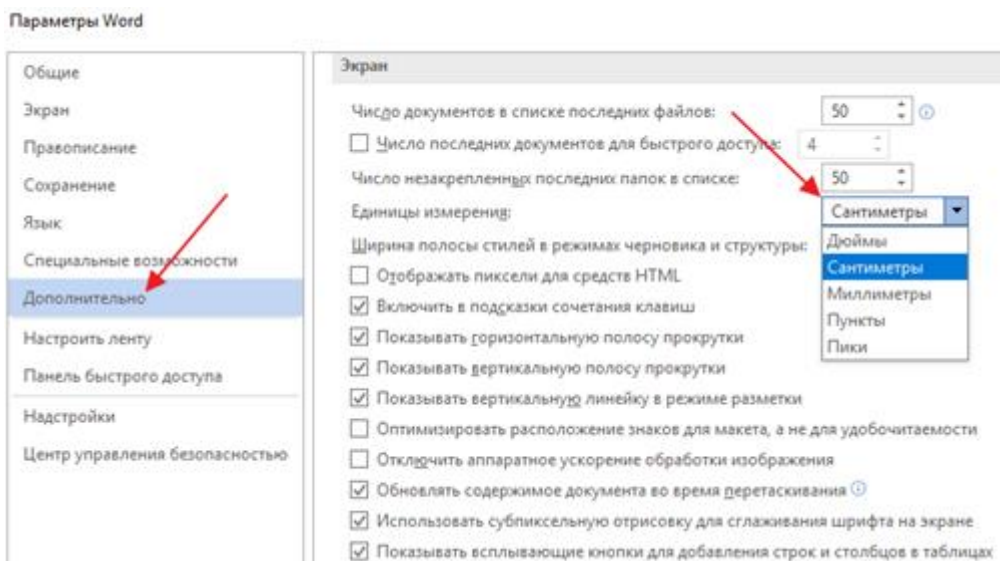 Параметры Word
Общие
Экран
Правописание
Сохранение
Язык
Специальные возможности
Дополнительно
Настроить ленту
Панель быстрого доступа
Надстройки
Центр управления безопасностью
Экран
Число документов в списке последних файлов: 50
Число последних документов для быстрого доступа: 4
Число незакрепленных последних папок в списке: 50
Единицы измерения: Сантиметры
Дюймы
Сантиметры
Миллиметры
Пункты
Пики
Ширина полосы стилей в режимах черновика и структуры:
Отображать пиксели для средств HTML
Включить в подсказки сочетания клавиш
Показывать горизонтальную полосу прокрутки
Показывать вертикальную полосу прокрутки
Показывать вертикальную линейку в режиме разметки
Оптимизировать расположение знаков для макета, а не для удобочитаемости
Отключить аппаратное ускорение обработки изображения
Обновлять содержимое документа во время перетаскивания
Использовать субпиксельную отрисовку для сглаживания шрифта на экране
Показывать всплывающие кнопки для добавления строк и столбцов в таблицах